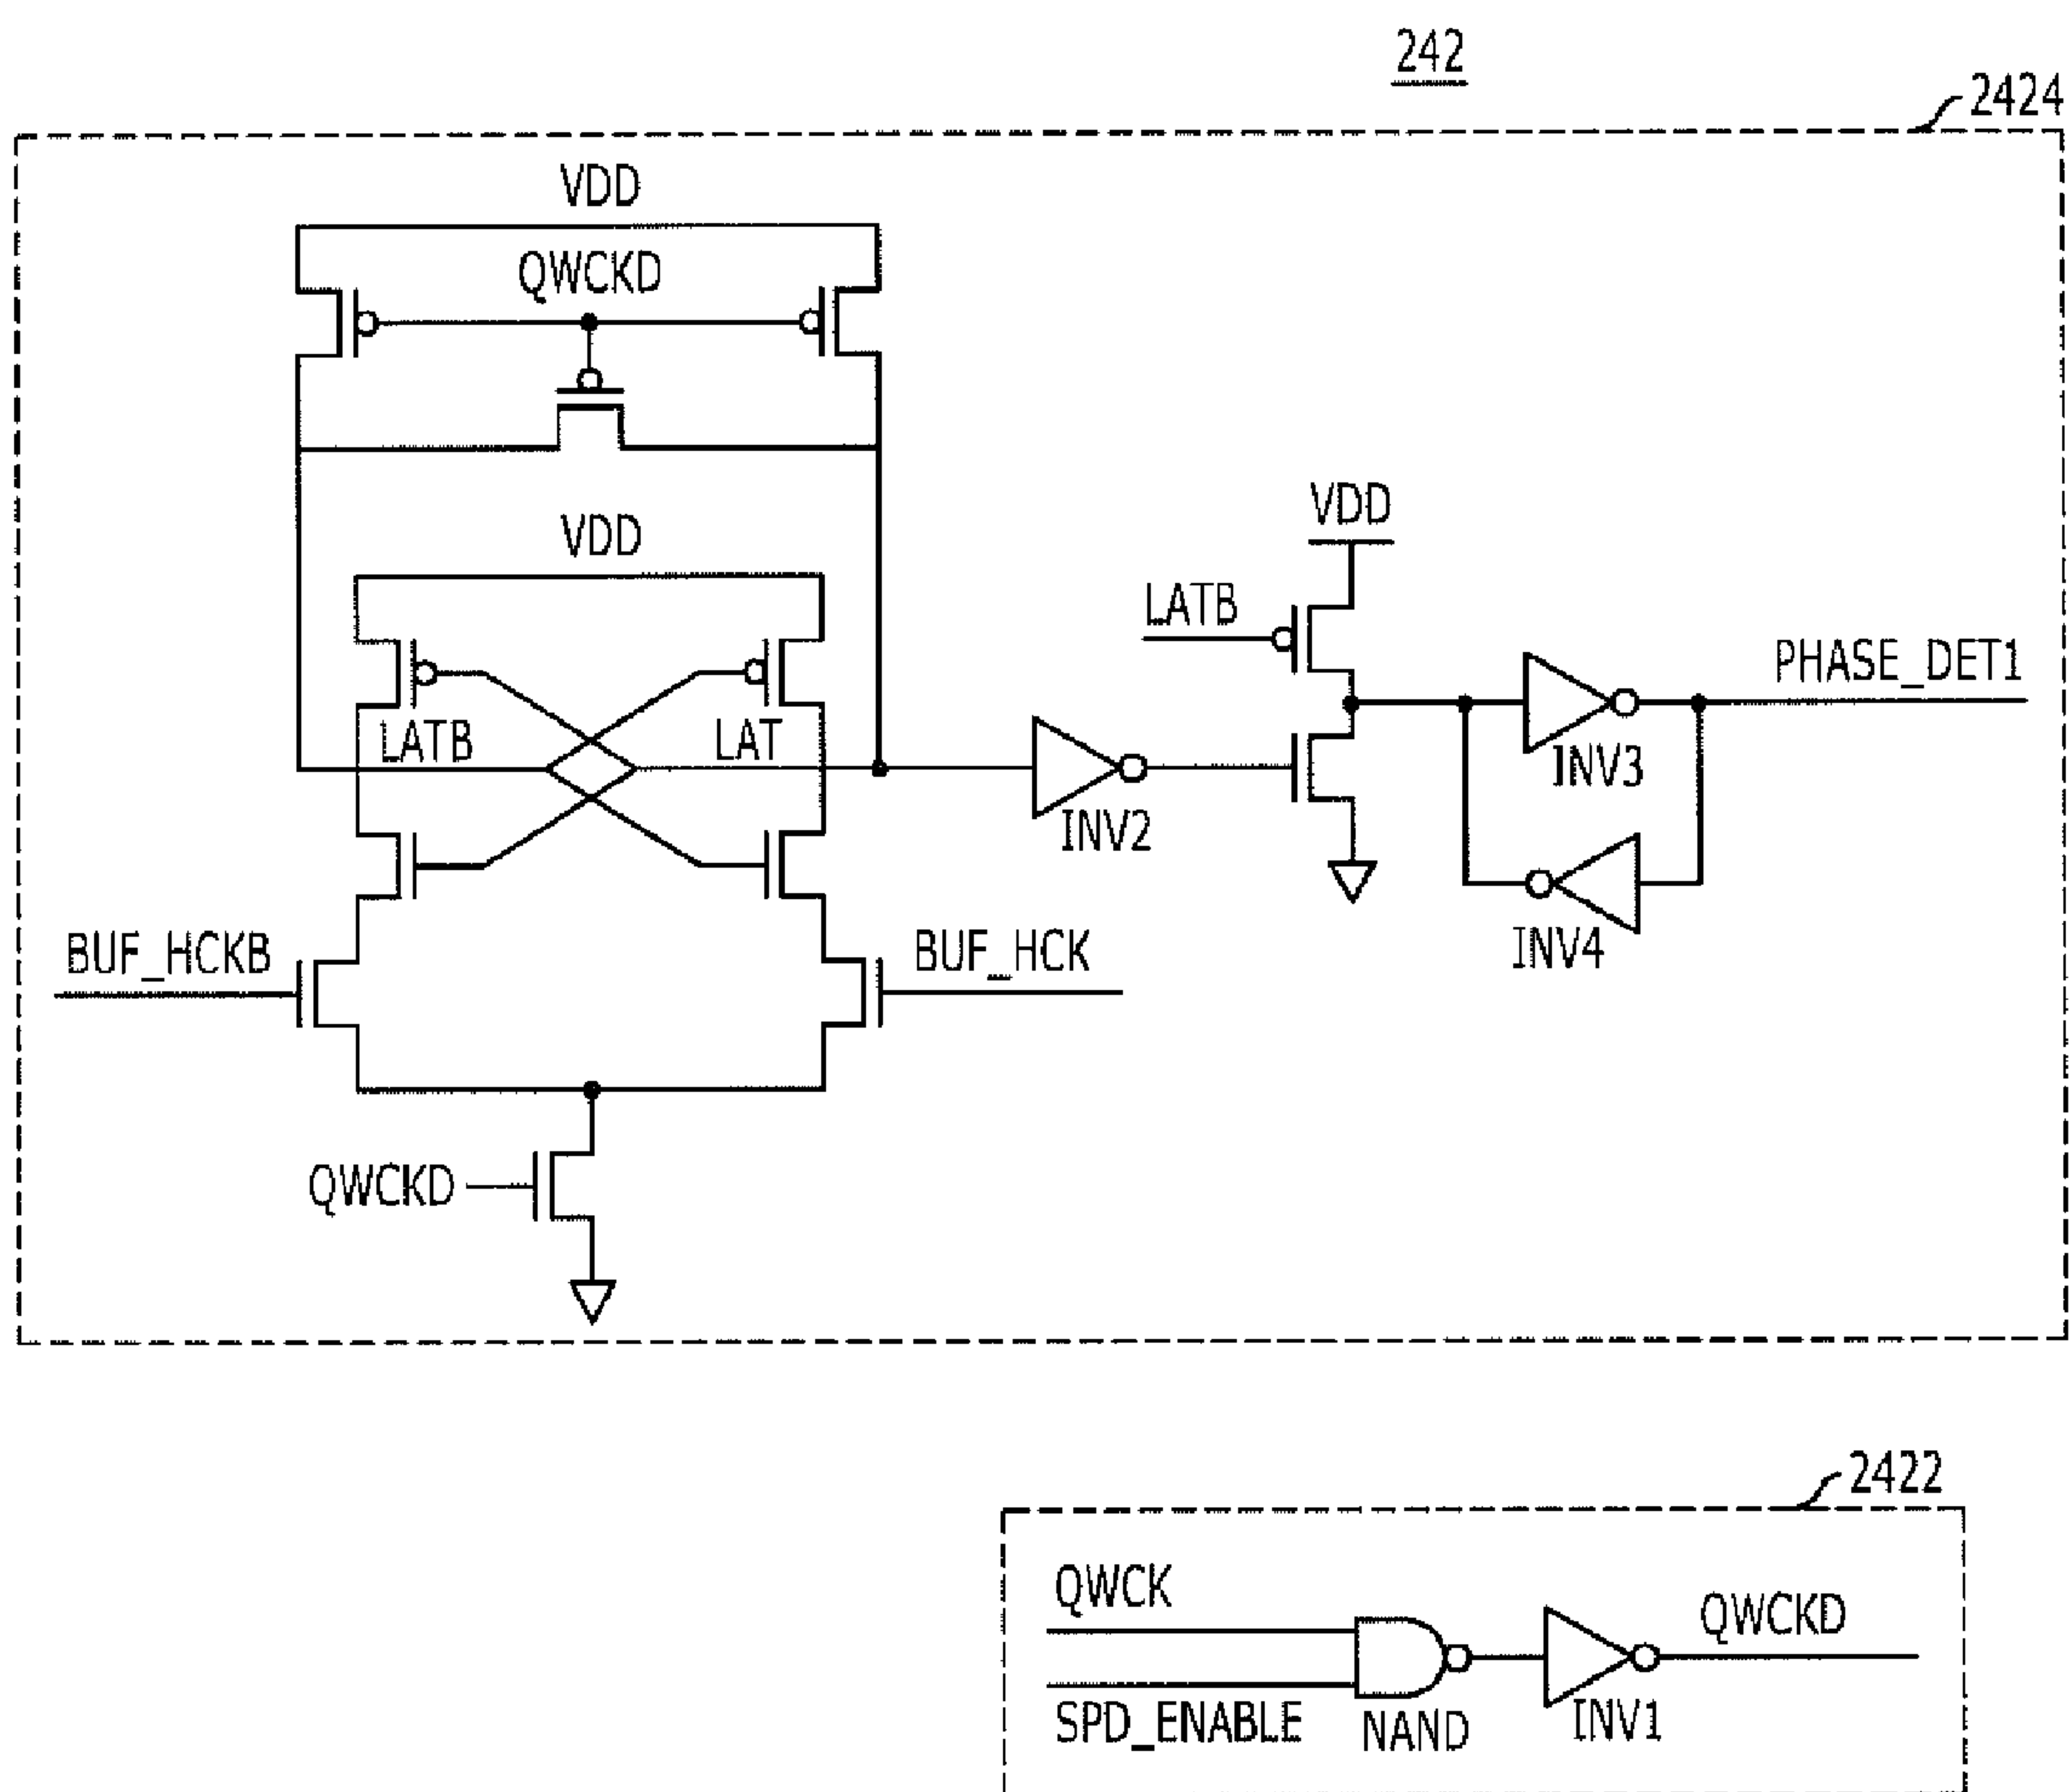 242
2424
VDD
QWCKD
VDD
VDD
LATB
PHASE_DET1
LATB
LAT
INV3
INV2
BUF_HCKB
BUF_HCK
INV4
QWCKD
2422
QWCK
QWCKD
SPD_ENABLE
NAND
INV1